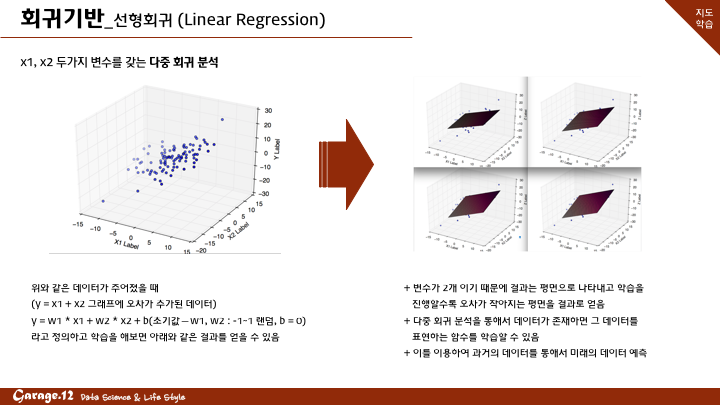 회귀기반_선형회귀 (Linear Regression)
지도
학습
x1, x2 두가지 변수를 갖는 다중 회귀 분석
30
20
10
0
-10
-20
-30
Y Label
-15 -10 -5 0 5 10 15
X1 Label
-20 -15 -10 -5 0 5 10 15
x2 Label
위와 같은 데이터가 주어졌을 때
(y = x1 + x2 그래프에 오차가 추가된 데이터)
y = w1 * x1 + w2 * x2 + b(초기값 – w1, w2 : -1~1 랜덤, b = 0)
라고 정의하고 학습을 해보면 아래와 같은 결과를 얻을 수 있음
+ 변수가 2개 이기 때문에 결과는 평면으로 나타내고 학습을
진행할수록 오차가 작아지는 평면을 결과로 얻음
+ 다중 회귀 분석을 통해서 데이터가 존재하면 그 데이터를
표현하는 함수를 학습할 수 있음
+ 이를 이용하여 과거의 데이터를 통해서 미래의 데이터 예측
Garage.12 Data Science & Life Style